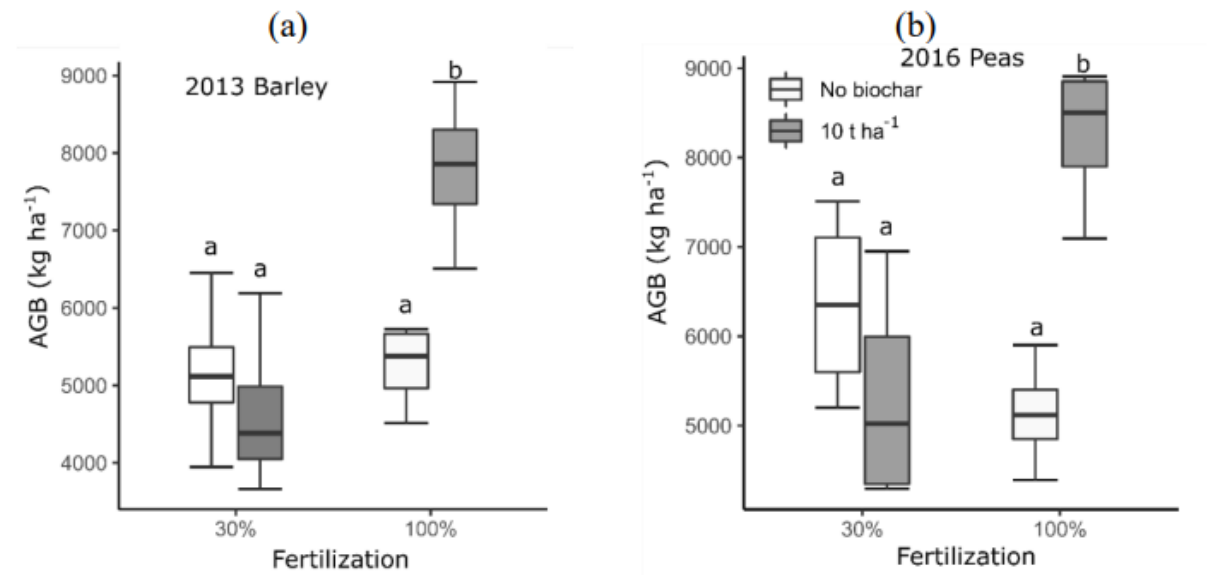 (a)
2013 Barley
AGB (kg ha⁻¹)
9000
8000
7000
6000
5000
4000
a
a
a
b
30%
100%
Fertilization
(b)
2016 Peas
No biochar
10 t ha⁻¹
AGB (kg ha⁻¹)
9000
8000
7000
6000
5000
a
a
a
b
30%
100%
Fertilization